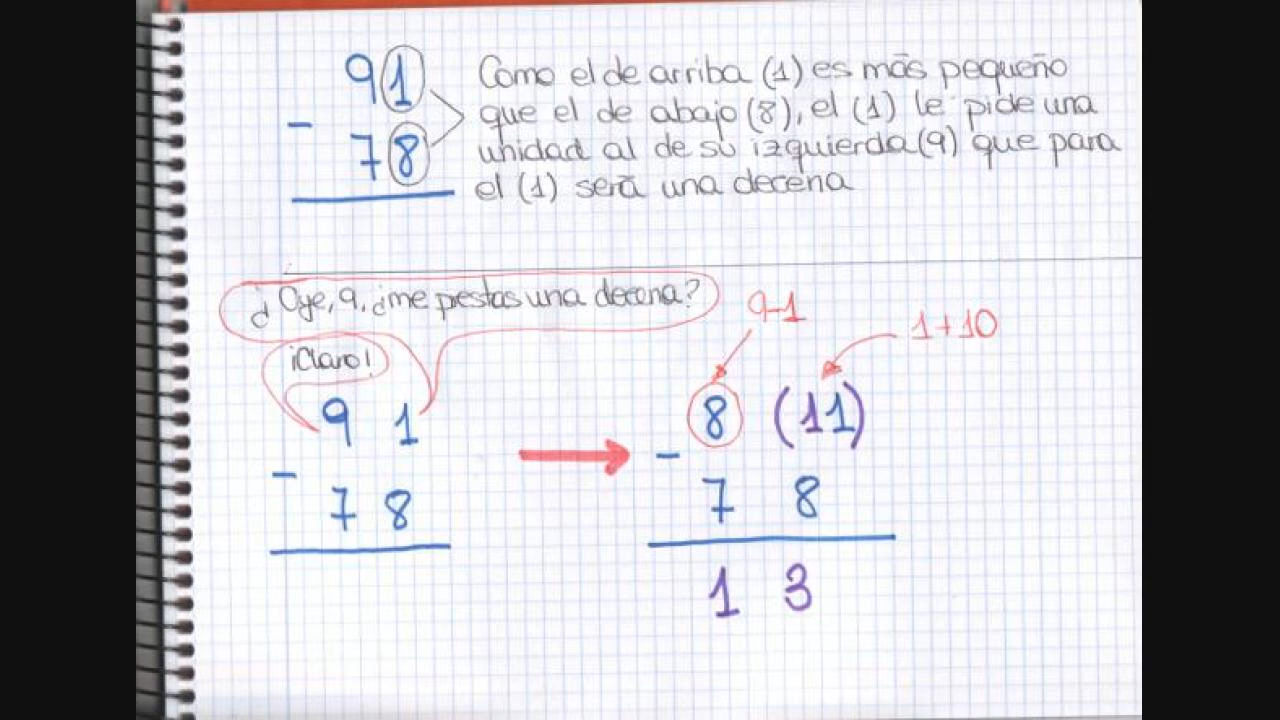 91 Como el de arriba (1) es más pequeño
que el de abajo (8), el (1) le pide una
- 78 unidad al de su izquierda (9) que para
el (1) será una decena
¿Oye, 9, ¿me pestas una decena?
¡Claro!
9-1
1+10
9 1
- 7 8
8 (11)
- 7 8
1 3